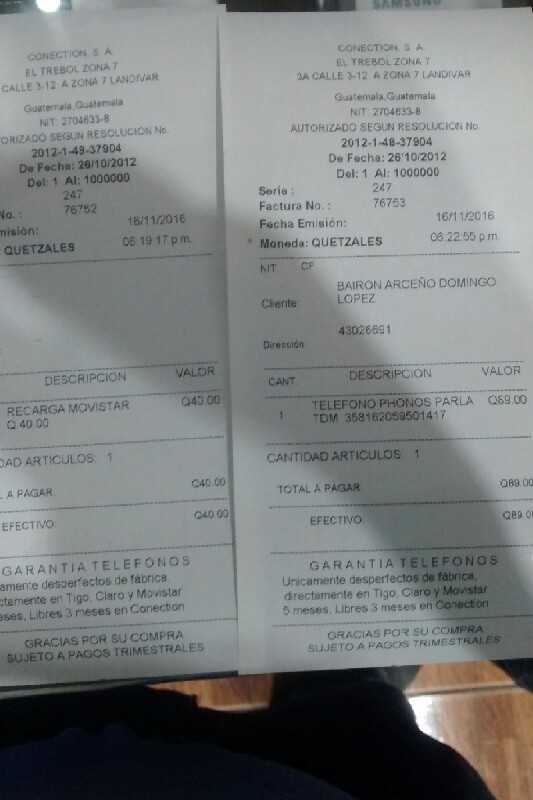 SAMSUNG
CONECTION, S. A.
EL TREBOL ZONA 7
CALLE 3-12 A ZONA 7 LANDIVAR
Guatemala,Guatemala
NIT: 2704633-8
TORIZADO SEGUN RESOLUCION No.
2012-1-48-37904
De Fecha: 26/10/2012
Del: 1 Al: 1000000
247
No. : 76752
misión: 16/11/2016
QUETZALES 06:19:17 p.m.
DESCRIPCION VALOR
RECARGA MOVISTAR Q40.00
Q.40.00
DAD ARTICULOS: 1
L A PAGAR: Q40.00
EFECTIVO: Q40.00
GARANTIA TELEFONOS
amente desperfectos de fábrica,
ctamente en Tigo, Claro y Movistar
eses, Libres 3 meses en Conection
GRACIAS POR SU COMPRA
SUJETO A PAGOS TRIMESTRALES
CONECTION, S. A.
EL TREBOL ZONA 7
3A CALLE 3-12 A ZONA 7 LANDIVAR
Guatemala,Guatemala
NIT: 2704633-8
AUTORIZADO SEGUN RESOLUCION No.
2012-1-48-37904
De Fecha: 26/10/2012
Del: 1 Al: 1000000
Serie : 247
Factura No. : 76753
Fecha Emisión: 16/11/2016
Moneda: QUETZALES 06:22:55 p.m.
NIT CF
Cliente: BAIRON ARCEÑO DOMINGO
LOPEZ
43026691
Dirección:
CANT. DESCRIPCION VALOR
1 TELEFONO PHONOS PARLA Q89.00
TDM 358162059501417
CANTIDAD ARTICULOS: 1
TOTAL A PAGAR: Q89.00
EFECTIVO: Q89.0
GARANTIA TELEFONOS
Unicamente desperfectos de fábrica,
directamente en Tigo, Claro y Movistar
5 meses, Libres 3 meses en Conection
GRACIAS POR SU COMPRA
SUJETO A PAGOS TRIMESTRALES